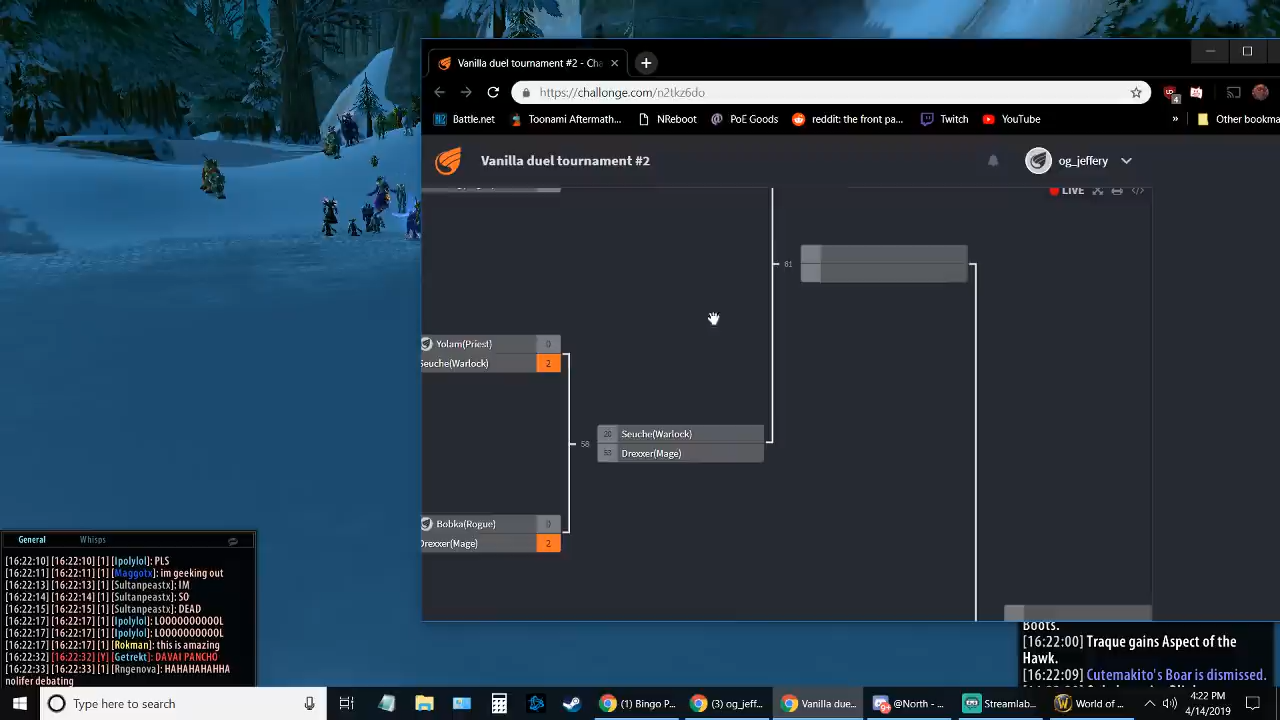 Vanilla duel tournament #2 - Cha
https://challonge.com/n2tkz6do
4
Battle.net
Toonami Aftermath...
NReboot
PoE Goods
reddit: the front pa...
Twitch
YouTube
»
Other bookma
Vanilla duel tournament #2
og_jeffery
LIVE
61
Yolam(Priest) 0
Seuche(Warlock) 2
58
Seuche(Warlock)
Drexxer(Mage)
Bobka(Rogue) 0
Drexxer(Mage) 2
General Whisps
[16:22:10] [16:22:10] [1] [Ipolylol]: PLS
[16:22:11] [16:22:11] [1] [Maggotx]: im geeking out
[16:22:13] [16:22:13] [1] [Sultanpeastx]: IM
[16:22:14] [16:22:14] [1] [Sultanpeastx]: SO
[16:22:15] [16:22:15] [1] [Sultanpeastx]: DEAD
[16:22:17] [16:22:17] [1] [Ipolylol]: LOOOOOOOOOL
[16:22:17] [16:22:17] [1] [Ipolylol]: LOOOOOOOOOL
[16:22:17] [16:22:17] [1] [Rokman]: this is amazing
[16:22:32] [16:22:32] [Y] [Getrekt]: DAVAI PANCHO
[16:22:33] [16:22:33] [1] [Rngenova]: HAHAHAHAHHA
nolifer debating
Boots.
[16:22:00] Traque gains Aspect of the
Hawk.
[16:22:09] Cutemakito's Boar is dismissed.
Type here to search
(1) Bingo P...
(3) og_jeff...
Vanilla due...
@North - ...
Streamlab...
World of ...
4:22 PM
4/14/2019